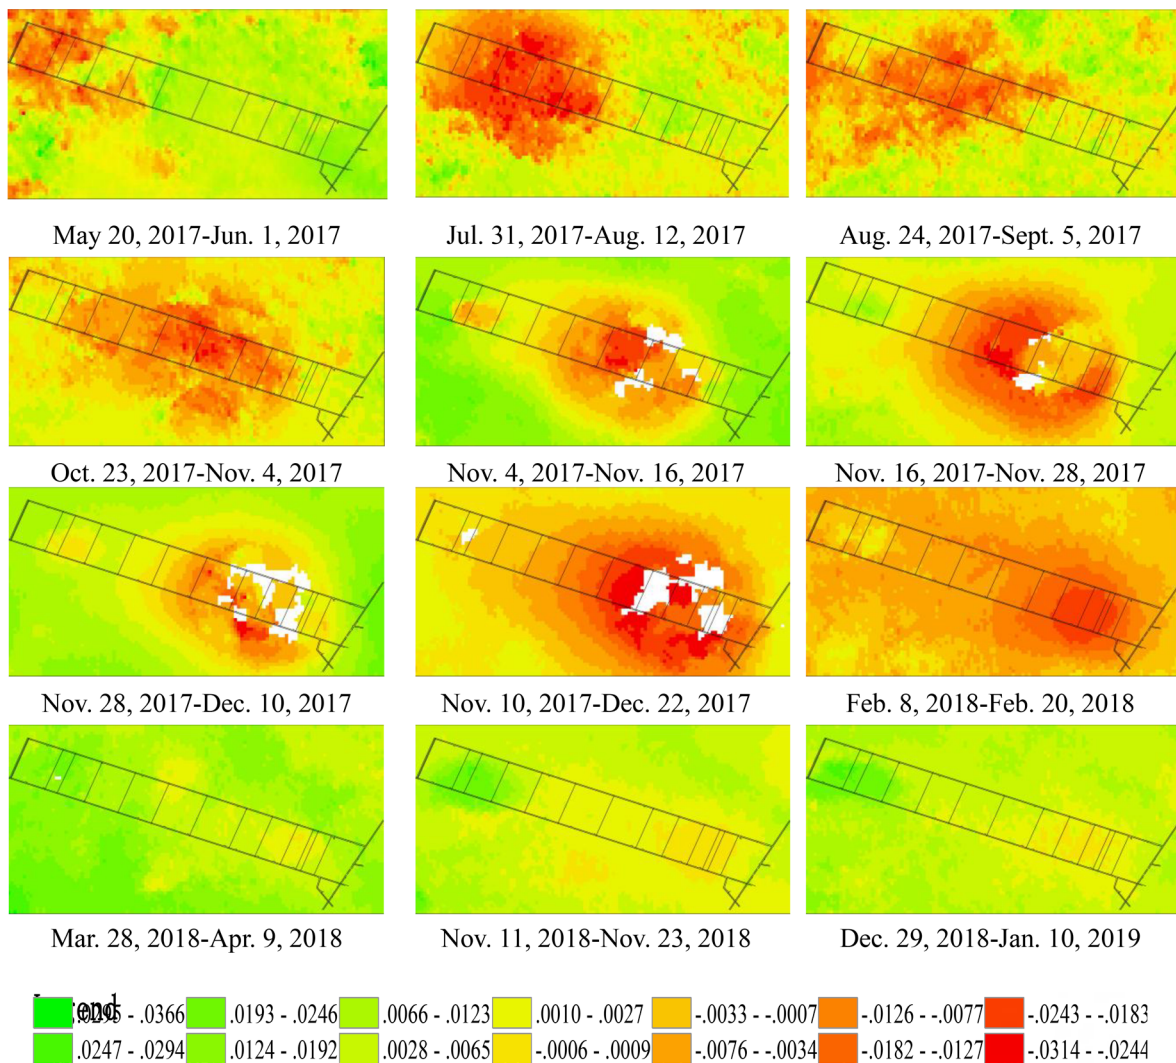 May 20, 2017-Jun. 1, 2017
Jul. 31, 2017-Aug. 12, 2017
Aug. 24, 2017-Sept. 5, 2017
Oct. 23, 2017-Nov. 4, 2017
Nov. 4, 2017-Nov. 16, 2017
Nov. 16, 2017-Nov. 28, 2017
Nov. 28, 2017-Dec. 10, 2017
Nov. 10, 2017-Dec. 22, 2017
Feb. 8, 2018-Feb. 20, 2018
Mar. 28, 2018-Apr. 9, 2018
Nov. 11, 2018-Nov. 23, 2018
Dec. 29, 2018-Jan. 10, 2019
Legend
.0295 - .0366 .0193 - .0246 .0066 - .0123 .0010 - .0027 -.0033 - -.0007 -.0126 - -.0077 -.0243 - -.0183
.0247 - .0294 .0124 - .0192 .0028 - .0065 -.0006 - .0009 -.0076 - -.0034 -.0182 - -.0127 -.0314 - -.0244